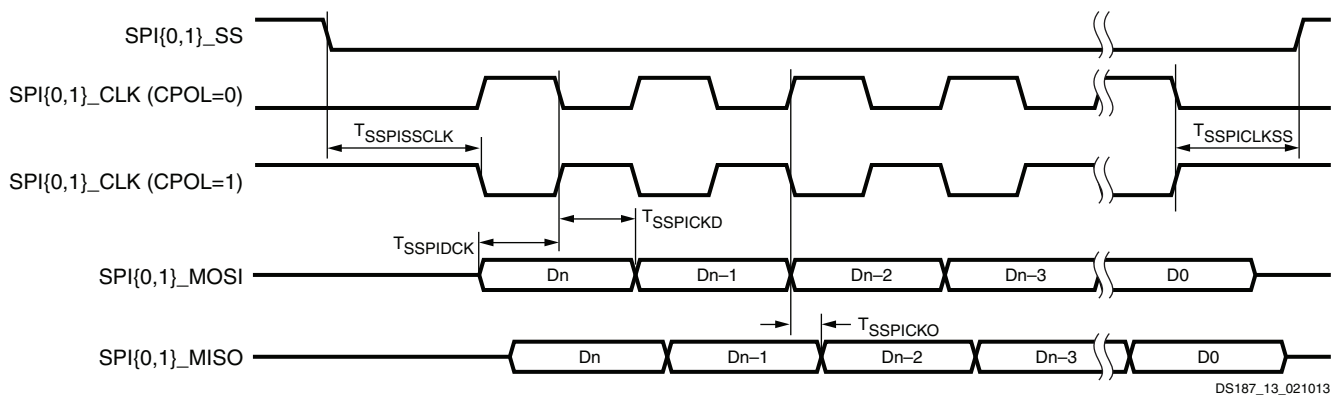 SPI{0,1}_SS
SPI{0,1}_CLK (CPOL=0)
TSSPISSCLK
TSSPICLKSS
SPI{0,1}_CLK (CPOL=1)
TSSPICKD
TSSPIDCK
SPI{0,1}_MOSI
Dn
Dn–1
Dn–2
Dn–3
D0
TSSPICKO
SPI{0,1}_MISO
Dn
Dn–1
Dn–2
Dn–3
D0
DS187_13_021013